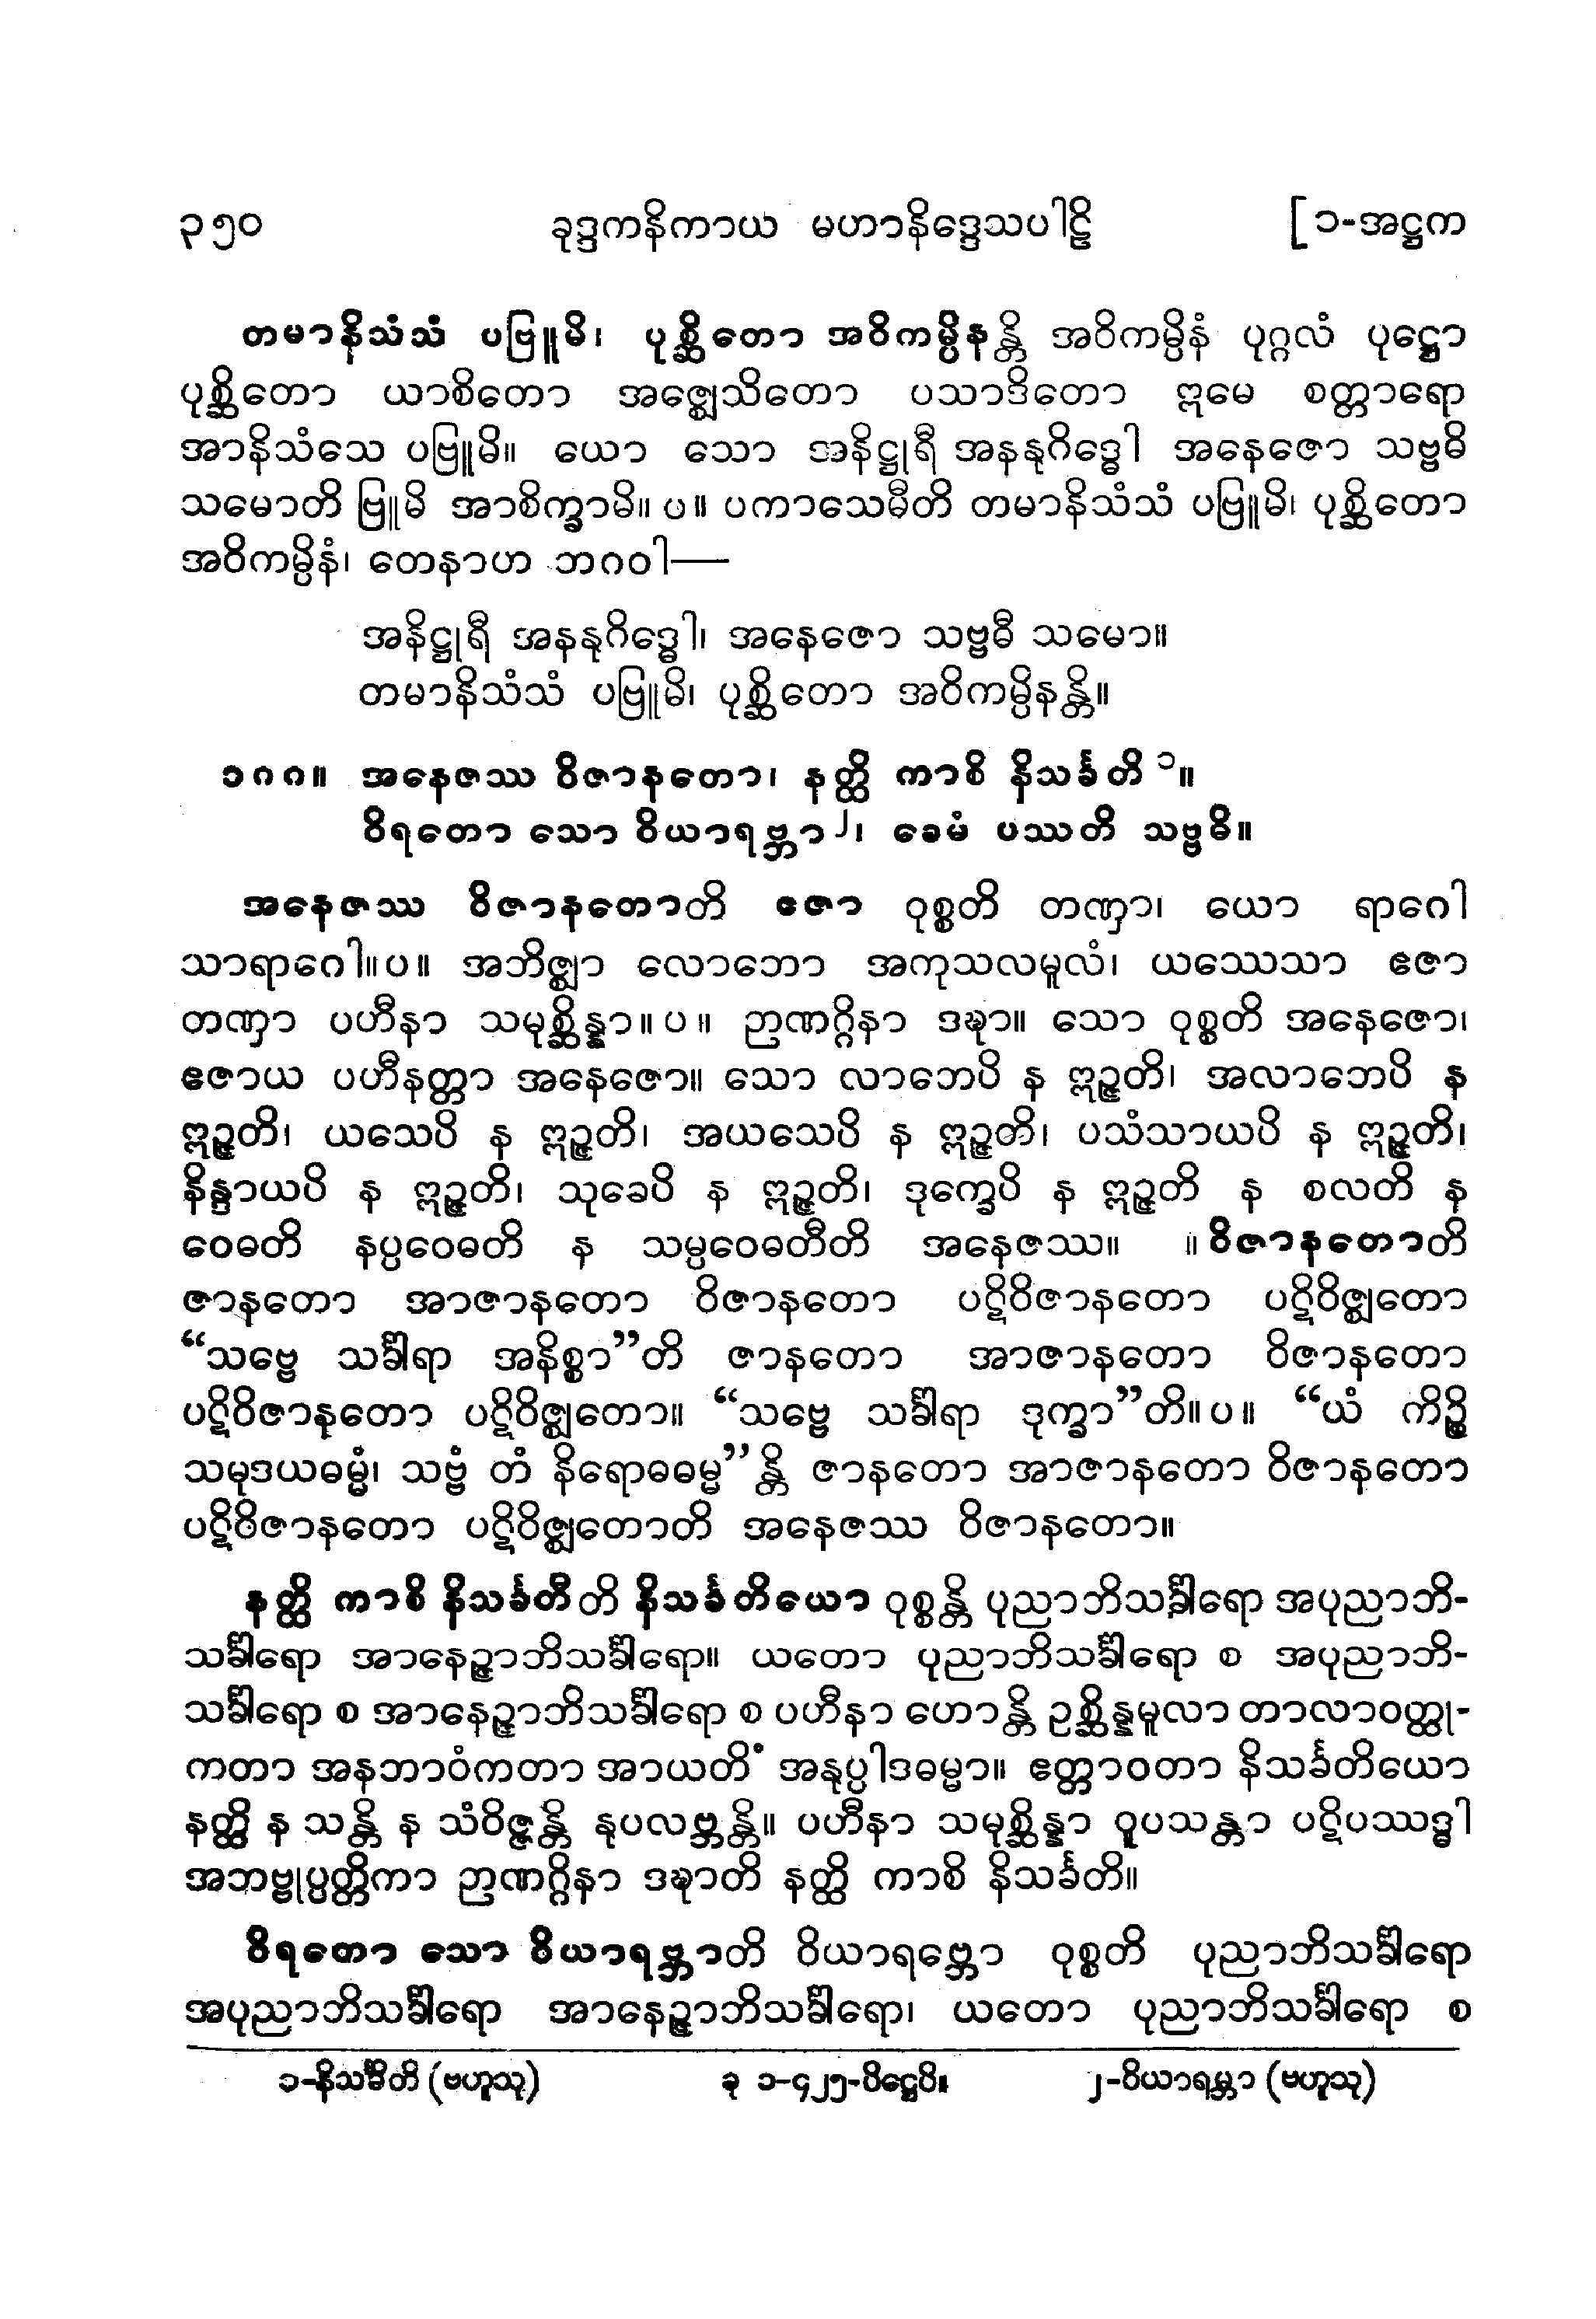 ၃၅၀ ခုဒ္ဒကနိကာယ မဟာနိဒ္ဒေသပါဠိ [၁-အဋ္ဌက
တမာနိသံသံ ပဗြူမိ၊ ပုစ္ဆိတော အဝိကမ္ပိနန္တိ အဝိကမ္ပိနံ ပုဂ္ဂလံ ပုဋ္ဌော
ပုစ္ဆိတော ယာစိတော အဇ္ဈေသိတော ပသာဒိတော ဣမေ စတ္တာရော
အာနိသံသေ ပဗြူမိ။ ယော သော အနိဋ္ဌုရီ အနနုဂိဒ္ဓေါ အနေဇော သဗ္ဗဓိ
သမောတိ ဗြူမိ အာစိက္ခာမိ။ ပ။ ပကာသေမီတိ တမာနိသံသံ ပဗြူမိ၊ ပုစ္ဆိတော
အဝိကမ္ပိနံ၊ တေနာဟ ဘဂဝါ—
အနိဋ္ဌုရီ အနနုဂိဒ္ဓေါ၊ အနေဇော သဗ္ဗဓီ သမော။
တမာနိသံသံ ပဗြူမိ၊ ပုစ္ဆိတော အဝိကမ္ပိနန္တိ။
၁၈၈။ အနေဇဿ ဝိဇာနတော၊ နတ္ထိ ကာစိ နိသင်္ခတိ ၁။
ဝိရတော သော ဝိယာရဗ္ဘာ ၂၊ ခေမံ ပဿတိ သဗ္ဗဓိ။
အနေဇဿ ဝိဇာနတောတိ ဧဇာ ဝုစ္စတိ တဏှာ၊ ယော ရာဂေါ
သာရာဂေါ။ပ။ အဘိဇ္ဈာ လောဘော အကုသလမူလံ၊ ယဿေသာ ဧဇာ
တဏှာ ပဟီနာ သမုစ္ဆိန္နာ။ပ။ ဉာဏဂ္ဂိနာ ဒဍ္ဎာ။ သော ဝုစ္စတိ အနေဇော၊
ဧဇာယ ပဟီနတ္တာ အနေဇော။ သော လာဘေပိ န ဣဉ္ဇတိ၊ အလာဘေပိ န
ဣဉ္ဇတိ၊ ယသေပိ န ဣဉ္ဇတိ၊ အယသေပိ န ဣဉ္ဇတိ၊ ပသံသာယပိ န ဣဉ္ဇတိ၊
နိန္ဒာယပိ န ဣဉ္ဇတိ၊ သုခေပိ န ဣဉ္ဇတိ၊ ဒုက္ခေပိ န ဣဉ္ဇတိ န စလတိ န
ဝေဓတိ နပ္ပဝေဓတိ န သမ္ပဝေဓတီတိ အနေဇဿ။ ။ဝိဇာနတောတိ
ဇာနတော အာဇာနတော ဝိဇာနတော ပဋိဝိဇာနတော ပဋိဝိဇ္ဈတော
“သဗ္ဗေ သင်္ခါရာ အနိစ္စာ”တိ ဇာနတော အာဇာနတော ဝိဇာနတော
ပဋိဝိဇာနတော ပဋိဝိဇ္ဈတော။ “သဗ္ဗေ သင်္ခါရာ ဒုက္ခာ”တိ။ပ။ “ယံ ကိဉ္စိ
သမုဒယဓမ္မံ၊ သဗ္ဗံ တံ နိရောဓဓမ္မ”န္တိ ဇာနတော အာဇာနတော ဝိဇာနတော
ပဋိဝိဇာနတော ပဋိဝိဇ္ဈတောတိ အနေဇဿ ဝိဇာနတော။
နတ္ထိ ကာစိ နိသင်္ခတီတိ နိသင်္ခတိယော ဝုစ္စန္တိ ပုညာဘိသင်္ခါရော အပုညာဘိ-
သင်္ခါရော အာနေဉ္ဇာဘိသင်္ခါရော။ ယတော ပုညာဘိသင်္ခါရော စ အပုညာဘိ-
သင်္ခါရော စ အာနေဉ္ဇာဘိသင်္ခါရော စ ပဟီနာ ဟောန္တိ ဥစ္ဆိန္နမူလာ တာလာဝတ္ထု-
ကတာ အနဘာဝံကတာ အာယတိံ အနုပ္ပါဒဓမ္မာ။ ဧတ္တာဝတာ နိသင်္ခတိယော
နတ္ထိ န သန္တိ န သံဝိဇ္ဇန္တိ နုပလဗ္ဘန္တိ။ ပဟီနာ သမုစ္ဆိန္နာ ဝူပသန္တာ ပဋိပဿဒ္ဓါ
အဘဗ္ဗုပ္ပတ္တိကာ ဉာဏဂ္ဂိနာ ဒဍ္ဎာတိ နတ္ထိ ကာစိ နိသင်္ခတိ။
ဝိရတော သော ဝိယာရဗ္ဘာတိ ဝိယာရဗ္ဘော ဝုစ္စတိ ပုညာဘိသင်္ခါရော
အပုညာဘိသင်္ခါရော အာနေဉ္ဇာဘိသင်္ခါရော၊ ယတော ပုညာဘိသင်္ခါရော စ
၁-နိသင်္ခိတိ (ဗဟူသု) ခု ၁-၄၂၅-ပိဋ္ဌေပိ။ ၂-ဝိယာရမ္ဘာ (ဗဟူသု)